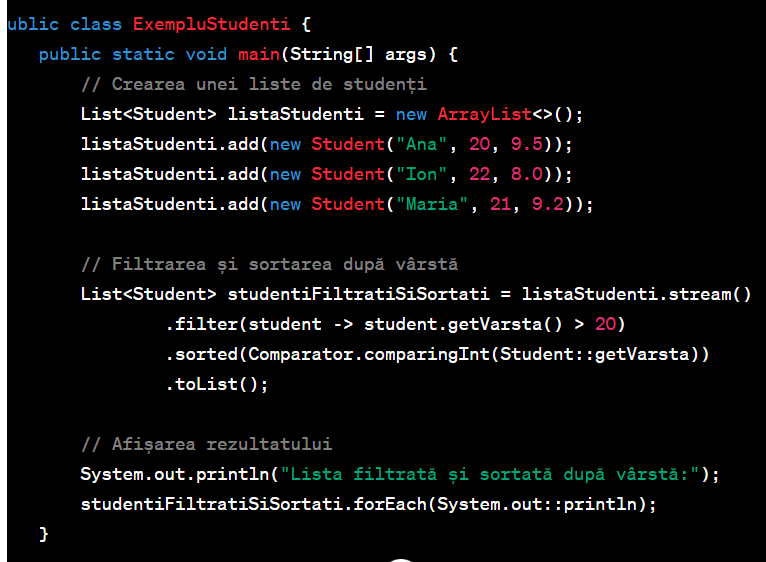 ublic class ExempluStudenti {
    public static void main(String[] args) {
        // Crearea unei liste de studenți
        List<Student> listaStudenti = new ArrayList<>();
        listaStudenti.add(new Student("Ana", 20, 9.5));
        listaStudenti.add(new Student("Ion", 22, 8.0));
        listaStudenti.add(new Student("Maria", 21, 9.2));

        // Filtrarea și sortarea după vârstă
        List<Student> studentiFiltratiSiSortati = listaStudenti.stream()
                .filter(student -> student.getVarsta() > 20)
                .sorted(Comparator.comparingInt(Student::getVarsta))
                .toList();

        // Afișarea rezultatului
        System.out.println("Lista filtrată și sortată după vârstă:");
        studentiFiltratiSiSortati.forEach(System.out::println);
    }